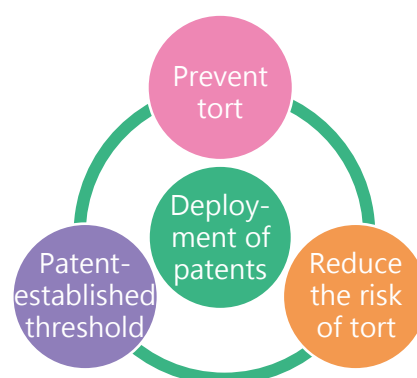 Prevent
tort
Deploy-
ment of
patents
Patent-
established
threshold
Reduce
the risk
of tort